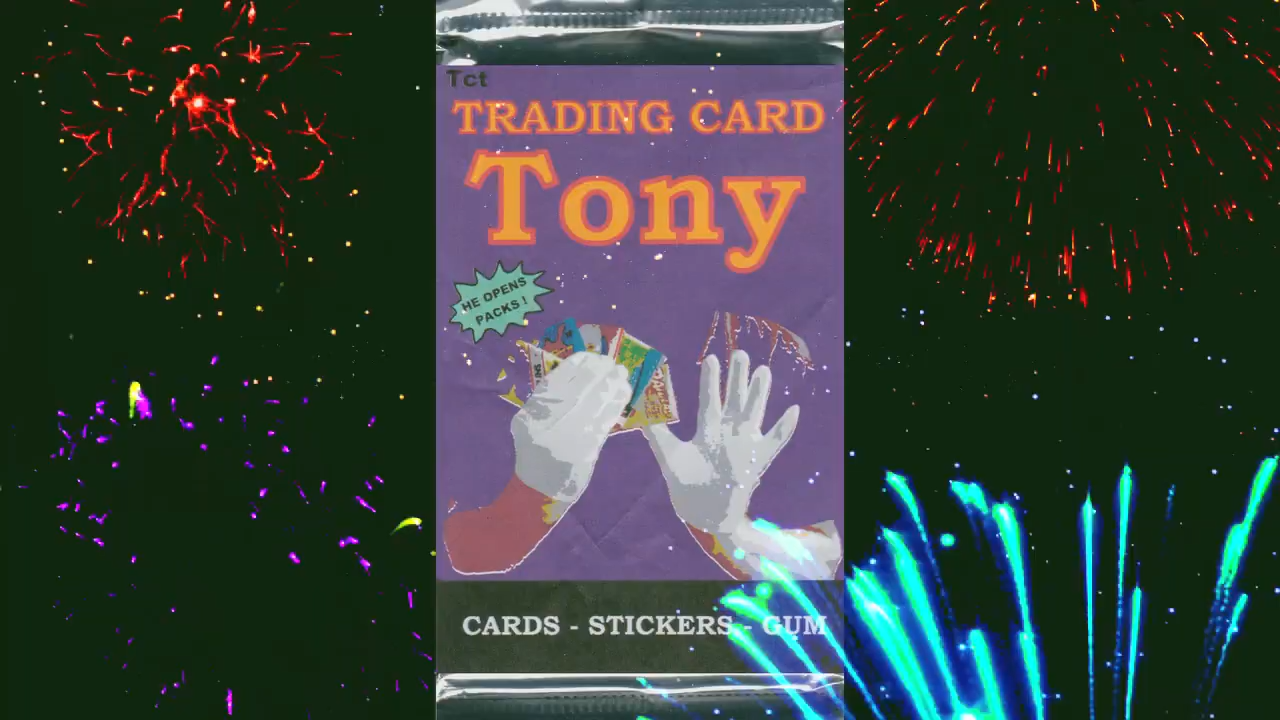 Tct
TRADING CARD
Tony
HE OPENS
PACKS!
CARDS - STICKERS - GUM